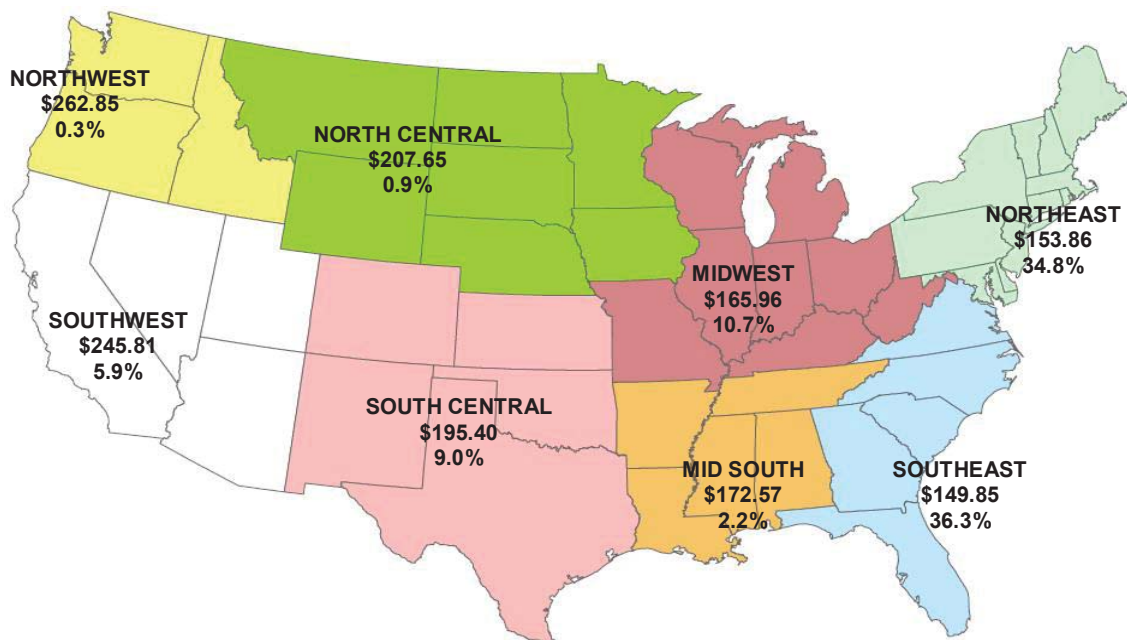 NORTHWEST
$262.85
0.3%
NORTH CENTRAL
$207.65
0.9%
NORTHEAST
$153.86
34.8%
MIDWEST
$165.96
10.7%
SOUTHWEST
$245.81
5.9%
SOUTH CENTRAL
$195.40
9.0%
MID SOUTH
$172.57
2.2%
SOUTHEAST
$149.85
36.3%